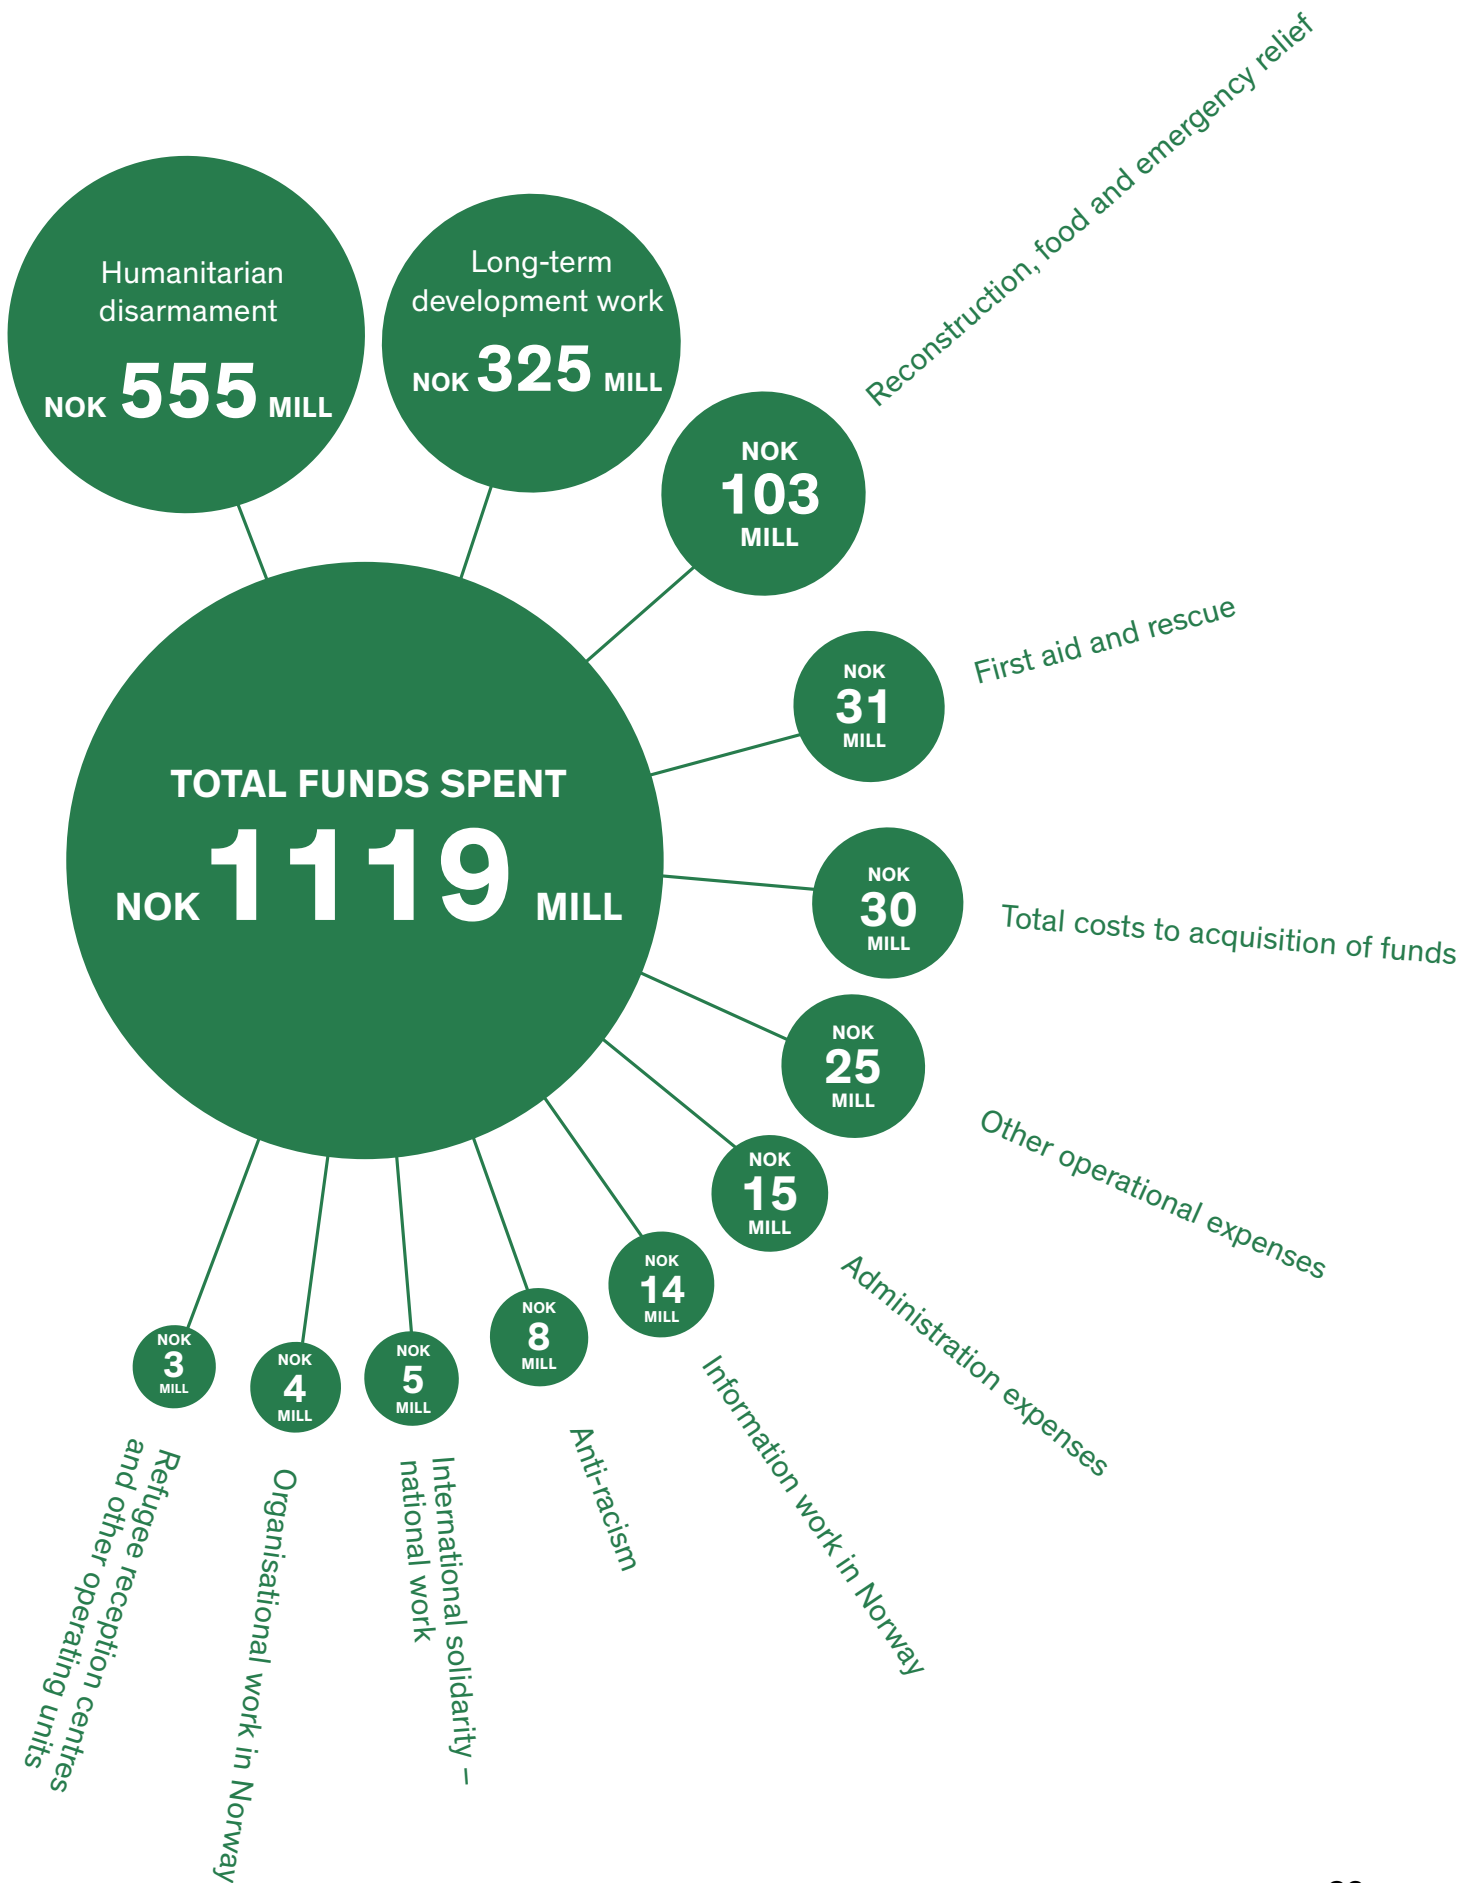 Humanitarian
disarmament
NOK 555 MILL
Long-term
development work
NOK 325 MILL
NOK
103
MILL
Reconstruction, food and emergency relief
NOK
31
MILL
First aid and rescue
TOTAL FUNDS SPENT
NOK 1119 MILL
NOK
30
MILL
Total costs to acquisition of funds
NOK
25
MILL
Other operational expenses
NOK
15
MILL
Administration expenses
NOK
14
MILL
Information work in Norway
NOK
8
MILL
Anti-racism
NOK
5
MILL
International solidarity –
national work
NOK
4
MILL
Organisational work in Norway
NOK
3
MILL
Refugee reception centres
and other operating units